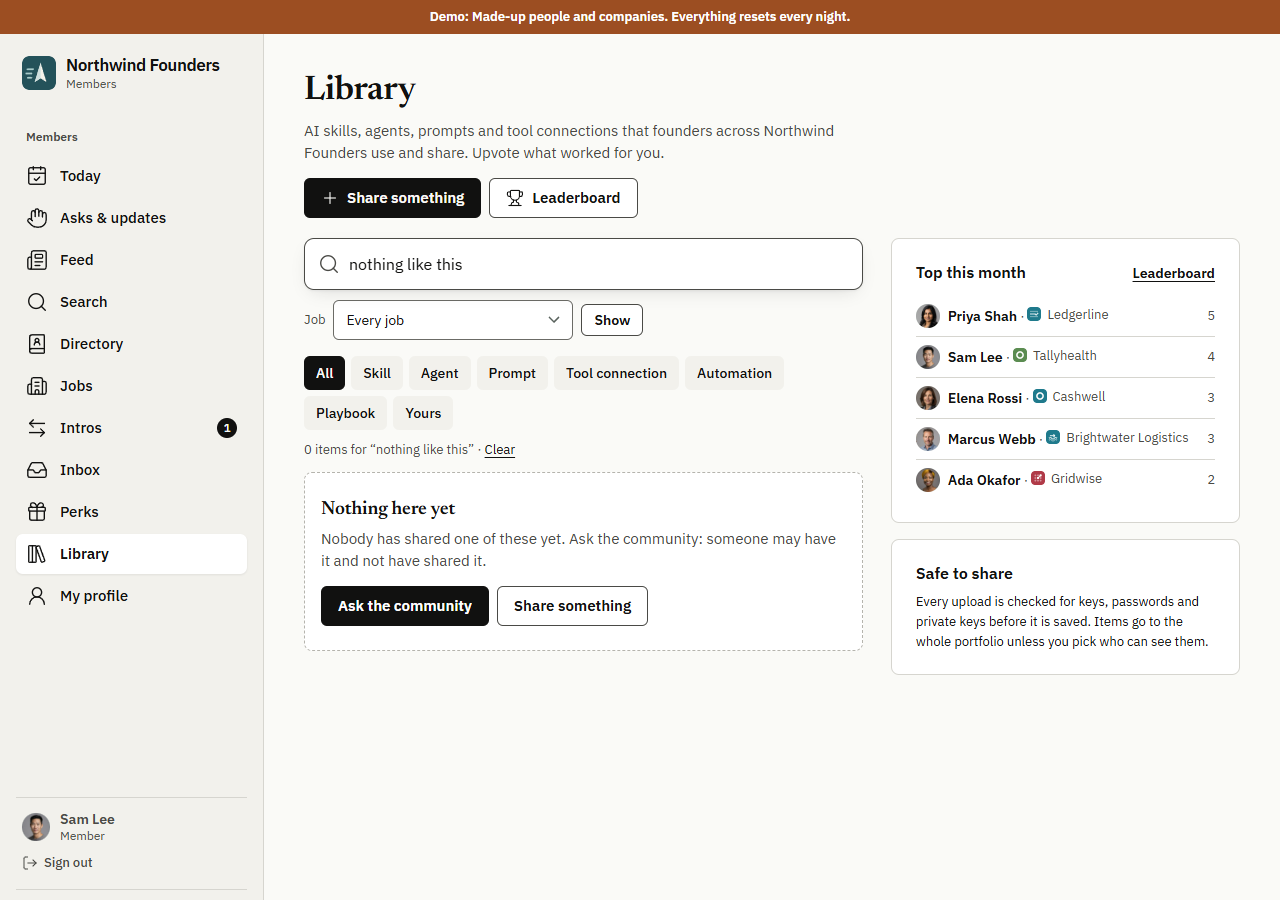 Demo: Made-up people and companies. Everything resets every night.
Northwind Founders
Members
Members
Today
Asks & updates
Feed
Search
Directory
Jobs
Intros
1
Inbox
Perks
Library
My profile
Sam Lee
Member
Sign out
Library
AI skills, agents, prompts and tool connections that founders across Northwind
Founders use and share. Upvote what worked for you.
Share something
Leaderboard
nothing like this
Job
Every job
Show
All
Skill
Agent
Prompt
Tool connection
Automation
Playbook
Yours
0 items for “nothing like this” · Clear
Nothing here yet
Nobody has shared one of these yet. Ask the community: someone may have
it and not have shared it.
Ask the community
Share something
Top this month
Leaderboard
Priya Shah · Ledgerline 5
Sam Lee · Tallyhealth 4
Elena Rossi · Cashwell 3
Marcus Webb · Brightwater Logistics 3
Ada Okafor · Gridwise 2
Safe to share
Every upload is checked for keys, passwords and
private keys before it is saved. Items go to the
whole portfolio unless you pick who can see them.